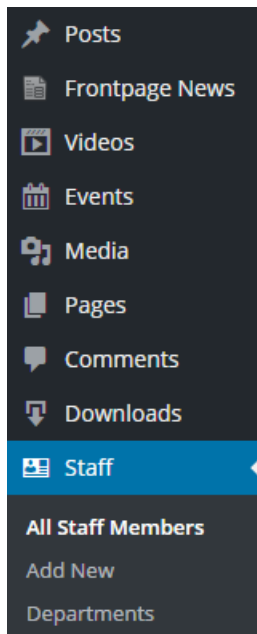 Posts
Frontpage News
Videos
Events
Media
Pages
Comments
Downloads
Staff
All Staff Members
Add New
Departments